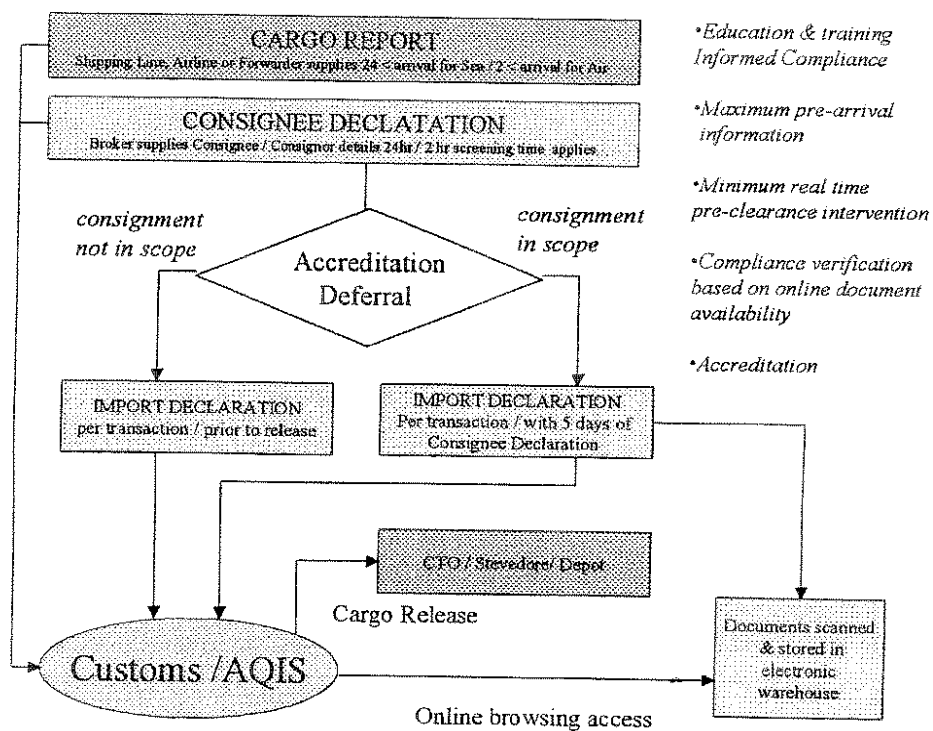 CARGO REPORT
Shipping Line, Airline or Forwarder supplies 24 < arrival for Sea / 2 < arrival for Air
CONSIGNEE DECLATATION
Broker supplies Consignee / Consignor details 24hr / 2 hr screening time applies
consignment
not in scope
consignment
in scope
Accreditation
Deferral
IMPORT DECLARATION
per transaction / prior to release
IMPORT DECLARATION
Per transaction / with 5 days of
Consignee Declaration
CTO / Stevedore/ Depot
Cargo Release
Customs /AQIS
Documents scanned
& stored in
electronic
warehouse
Online browsing access
•Education & training
Informed Compliance
•Maximum pre-arrival
information
•Minimum real time
pre-clearance intervention
•Compliance verification
based on online document
availability
•Accreditation